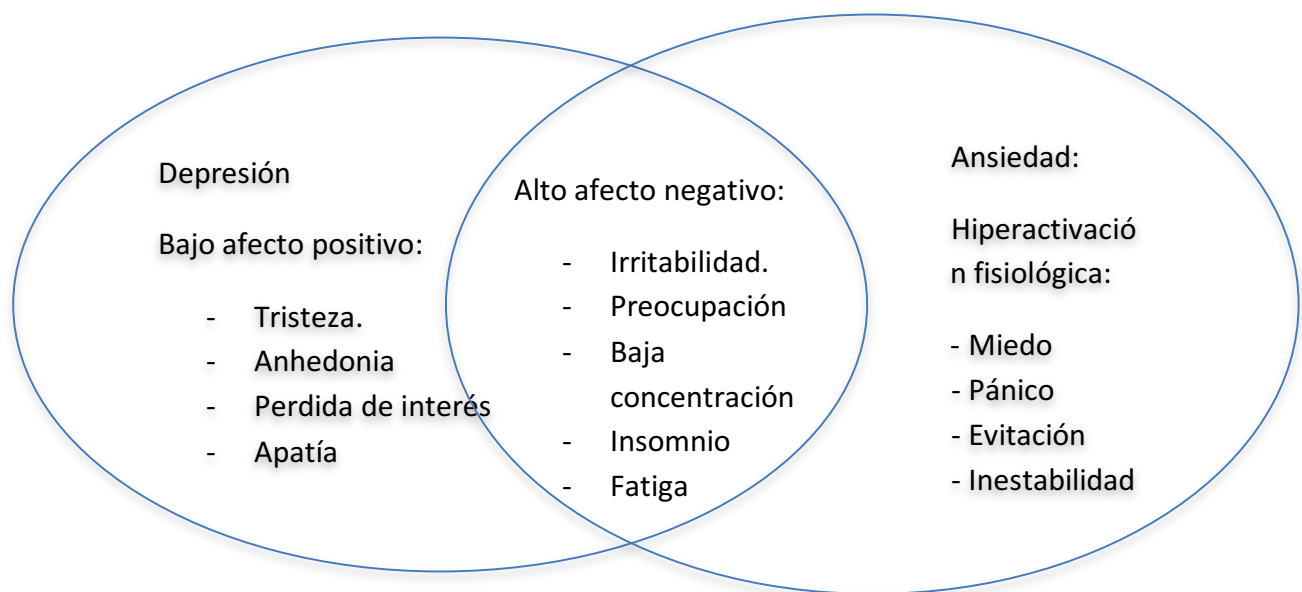 Depresión
Bajo afecto positivo:
- Tristeza.
- Anhedonia
- Perdida de interés
- Apatía
Alto afecto negativo:
- Irritabilidad.
- Preocupación
- Baja
concentración
- Insomnio
- Fatiga
Ansiedad:
Hiperactivació
n fisiológica:
- Miedo
- Pánico
- Evitación
- Inestabilidad